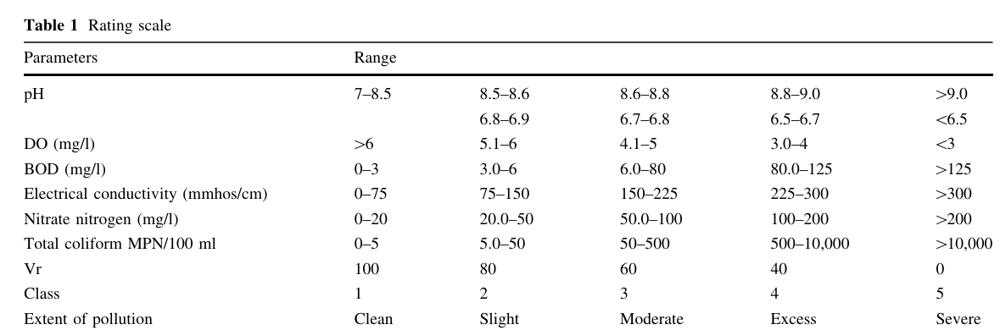 Table 1 Rating scale
Parameters Range
pH 7–8.5 8.5–8.6 8.6–8.8 8.8–9.0 >9.0
6.8–6.9 6.7–6.8 6.5–6.7 <6.5
DO (mg/l) >6 5.1–6 4.1–5 3.0–4 <3
BOD (mg/l) 0–3 3.0–6 6.0–80 80.0–125 >125
Electrical conductivity (mmhos/cm) 0–75 75–150 150–225 225–300 >300
Nitrate nitrogen (mg/l) 0–20 20.0–50 50.0–100 100–200 >200
Total coliform MPN/100 ml 0–5 5.0–50 50–500 500–10,000 >10,000
Vr 100 80 60 40 0
Class 1 2 3 4 5
Extent of pollution Clean Slight Moderate Excess Severe